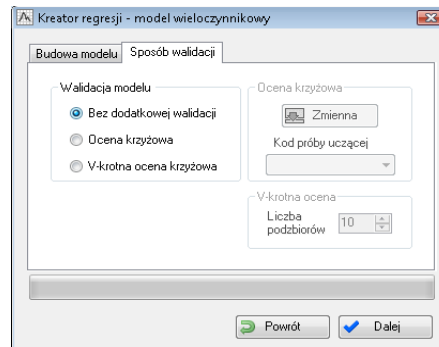 Kreator regresji - model wieloczynnikowy
Budowa modelu
Sposób walidacji
Walidacja modelu
Bez dodatkowej walidacji
Ocena krzyżowa
V-krotna ocena krzyżowa
Ocena krzyżowa
Zmienna
Kod próby uczącej
V-krotna ocena
Liczba
podzbiorów
10
Powrót
Dalej